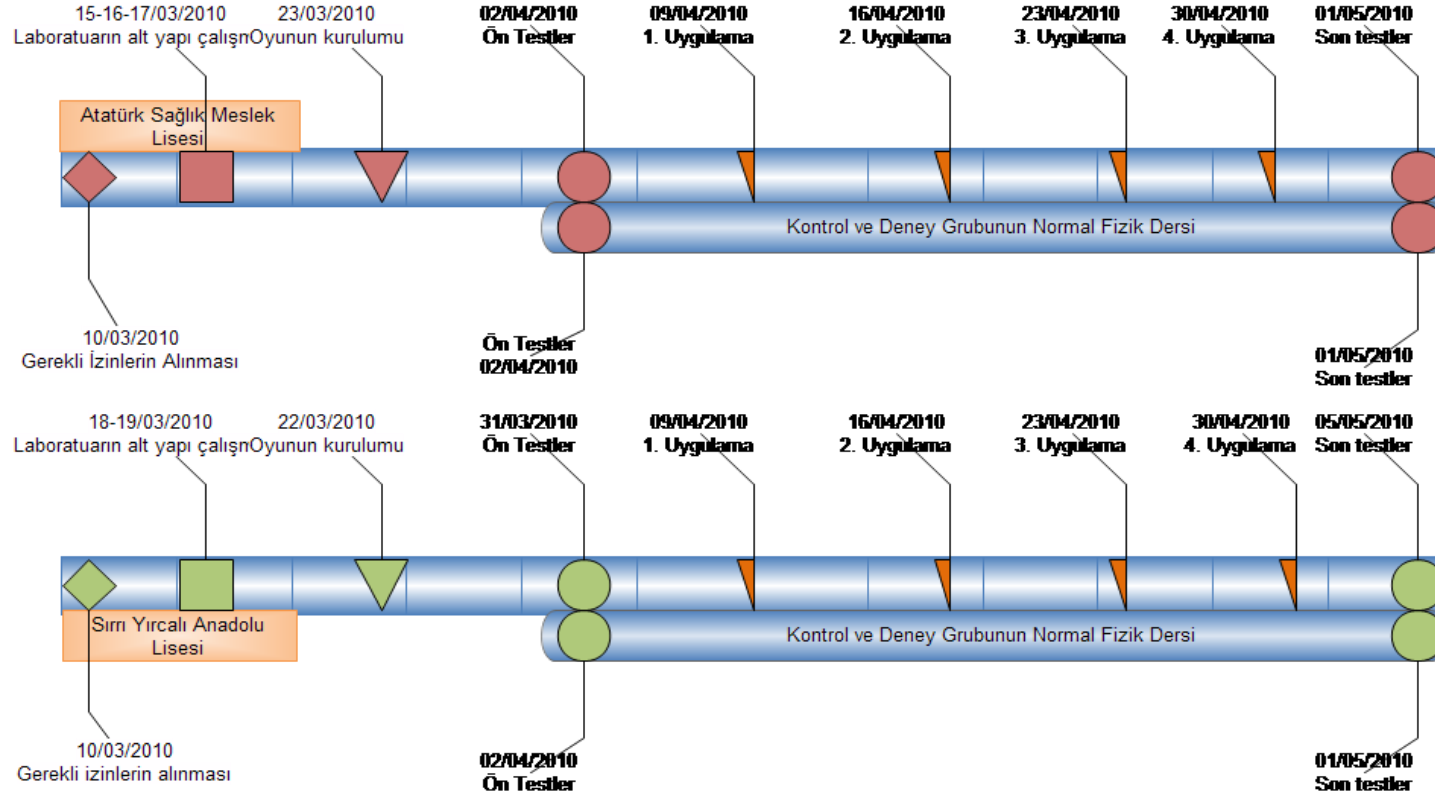 15-16-17/03/2010
Laboratuarın alt yapı çalışm
23/03/2010
Oyunun kurulumu
02/04/2010
Ön Testler
09/04/2010
1. Uygulama
16/04/2010
2. Uygulama
23/04/2010
3. Uygulama
30/04/2010
4. Uygulama
01/05/2010
Son testler
Atatürk Sağlık Meslek
Lisesi
Kontrol ve Deney Grubunun Normal Fizik Dersi
10/03/2010
Gerekli İzinlerin Alınması
Ön Testler
02/04/2010
01/05/2010
Son testler
18-19/03/2010
Laboratuarın alt yapı çalışm
22/03/2010
Oyunun kurulumu
31/03/2010
Ön Testler
09/04/2010
1. Uygulama
16/04/2010
2. Uygulama
23/04/2010
3. Uygulama
30/04/2010
4. Uygulama
05/05/2010
Son testler
Sırrı Yırcalı Anadolu
Lisesi
Kontrol ve Deney Grubunun Normal Fizik Dersi
10/03/2010
Gerekli izinlerin alınması
02/04/2010
Ön Testler
01/05/2010
Son testler